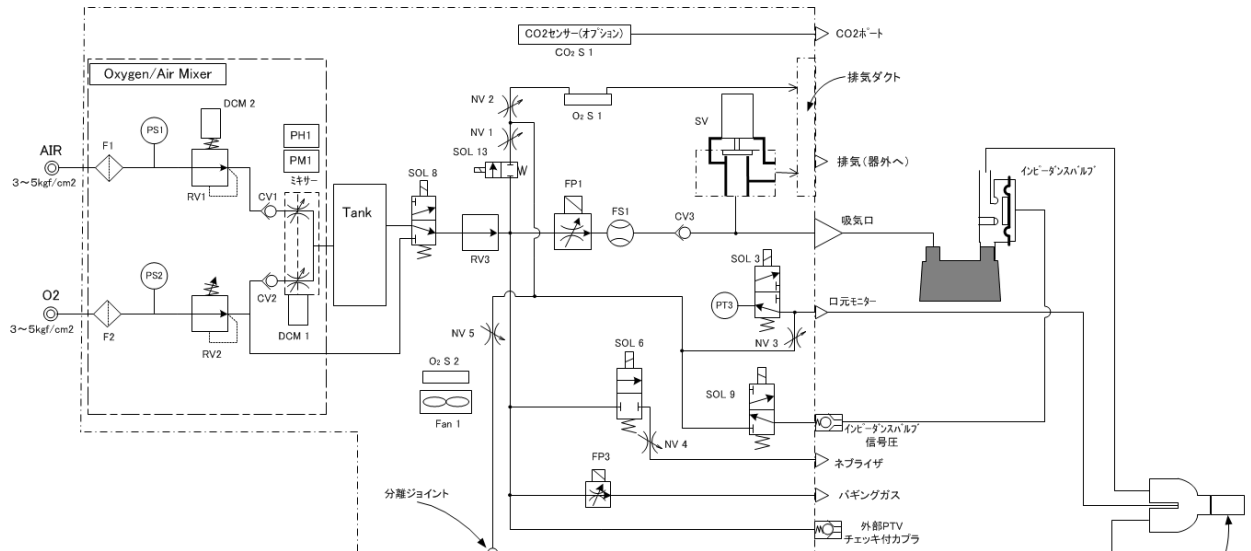 CO2センサー(オプション)
CO₂ S 1
CO2ポート
Oxygen/Air Mixer
排気ダクト
DCM 2
NV 2
O₂ S 1
SV
PS1
PH1
NV 1
F1
PM1
SOL 13
AIR
排気(器外へ)
インピーダンスバルブ
3～5kgf/cm2
ミキサー
SOL 8
RV1
CV1
FP1
FS1
CV3
Tank
吸気口
RV3
SOL 3
PS2
CV2
O2
PT3
口元モニター
3～5kgf/cm2
F2
RV2
DCM 1
NV 5
NV 3
SOL 6
O₂ S 2
SOL 9
Fan 1
インピーダンスバルブ
信号圧
NV 4
ネブライザ
FP3
分離ジョイント
バギングガス
外部PTV
チェッキ付カプラ